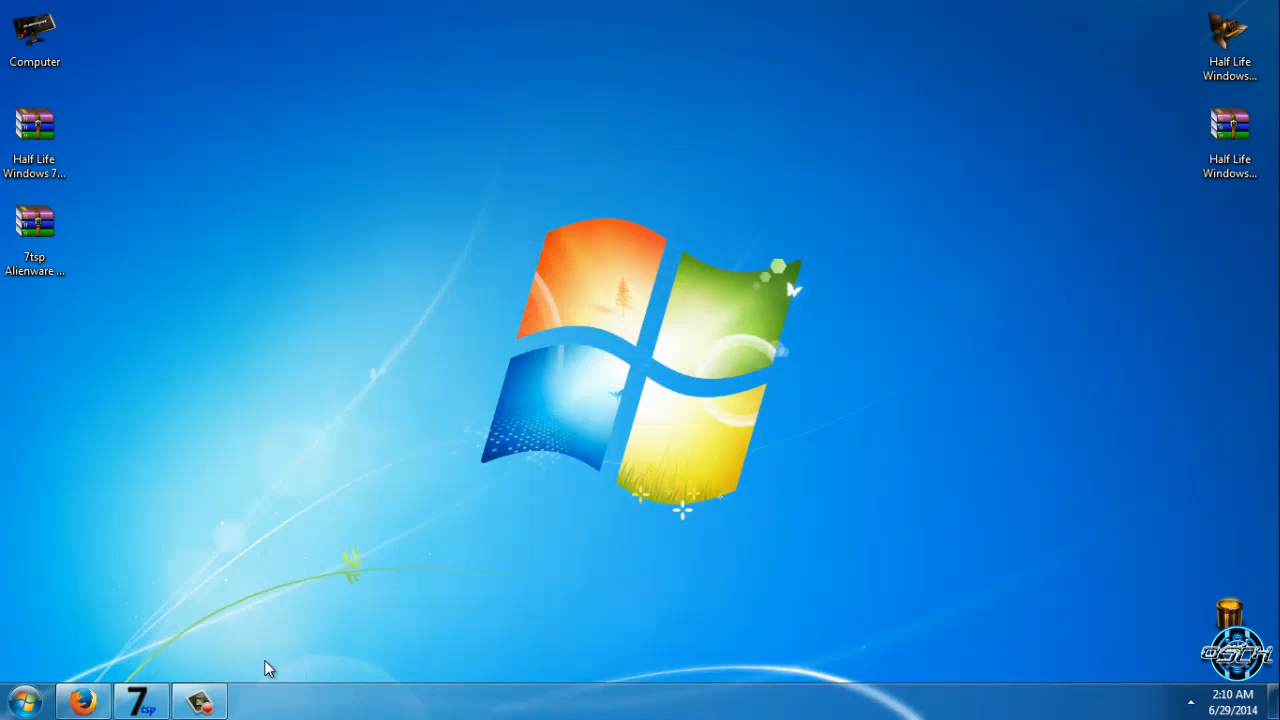 Computer
Half Life
Windows 7...
7tsp
Alienware ...
Half Life
Windows...
Half Life
Windows...
7tsp
2:10 AM
6/29/2014